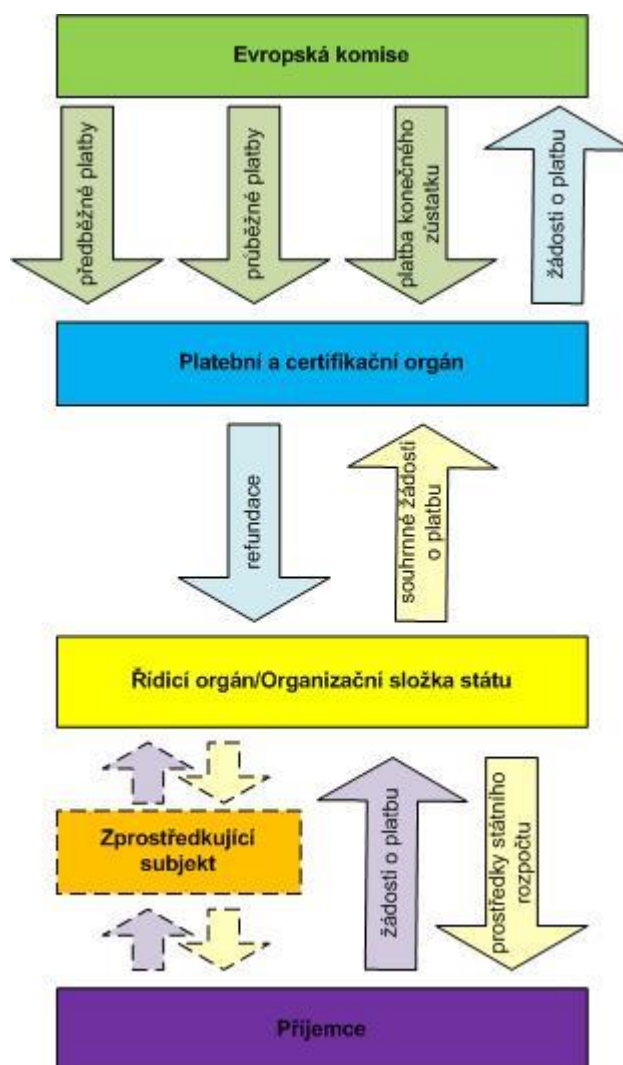 Evropská komise
předběžné platby
průběžné platby
platba konečného
zůstatku
žádosti o platbu
Platební a certifikační orgán
refundace
souhrnné žádosti
o platbu
Řídicí orgán/Organizační složka státu
Zprostředkující
subjekt
žádosti o platbu
prostředky státního
rozpočtu
Příjemce